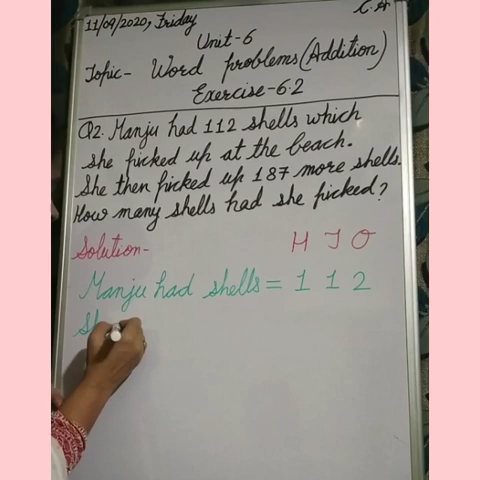 11/09/2020, Friday
C.A
Unit-6
Topic- Word problems (Addition)
Exercise-6.2
Q2. Manju had 112 shells which
she picked up at the beach.
She then picked up 187 more shells.
How many shells had she picked?
Solution-
H T O
Manju had shells = 1 1 2
Sh